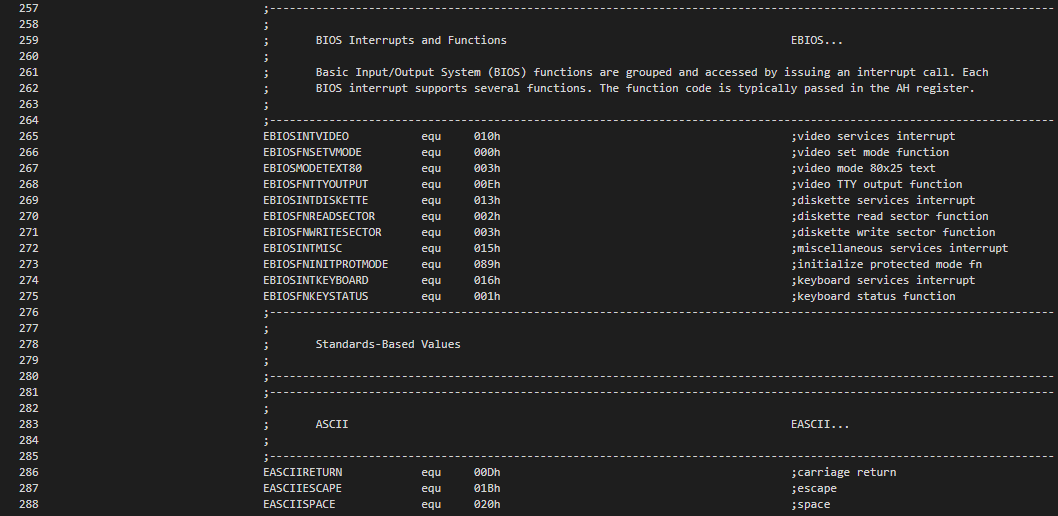 257 ;------------------------------------------------------------------------------------------------------------------------
258 ;
259 ; BIOS Interrupts and Functions EBIOS...
260 ;
261 ; Basic Input/Output System (BIOS) functions are grouped and accessed by issuing an interrupt call. Each
262 ; BIOS interrupt supports several functions. The function code is typically passed in the AH register.
263 ;
264 ;------------------------------------------------------------------------------------------------------------------------
265 EBIOSINTVIDEO equ 010h ;video services interrupt
266 EBIOSFNSETVMODE equ 000h ;video set mode function
267 EBIOSMODETEXT80 equ 003h ;video mode 80x25 text
268 EBIOSFNTTYOUTPUT equ 00Eh ;video TTY output function
269 EBIOSINTDISKETTE equ 013h ;diskette services interrupt
270 EBIOSFNREADSECTOR equ 002h ;diskette read sector function
271 EBIOSFNWRITESECTOR equ 003h ;diskette write sector function
272 EBIOSINTMISC equ 015h ;miscellaneous services interrupt
273 EBIOSFNINITPROTMODE equ 089h ;initialize protected mode fn
274 EBIOSINTKEYBOARD equ 016h ;keyboard services interrupt
275 EBIOSFNKEYSTATUS equ 001h ;keyboard status function
276 ;------------------------------------------------------------------------------------------------------------------------
277 ;
278 ; Standards-Based Values
279 ;
280 ;------------------------------------------------------------------------------------------------------------------------
281 ;------------------------------------------------------------------------------------------------------------------------
282 ;
283 ; ASCII EASCII...
284 ;
285 ;------------------------------------------------------------------------------------------------------------------------
286 EASCIIRETURN equ 00Dh ;carriage return
287 EASCIIESCAPE equ 01Bh ;escape
288 EASCIISPACE equ 020h ;space